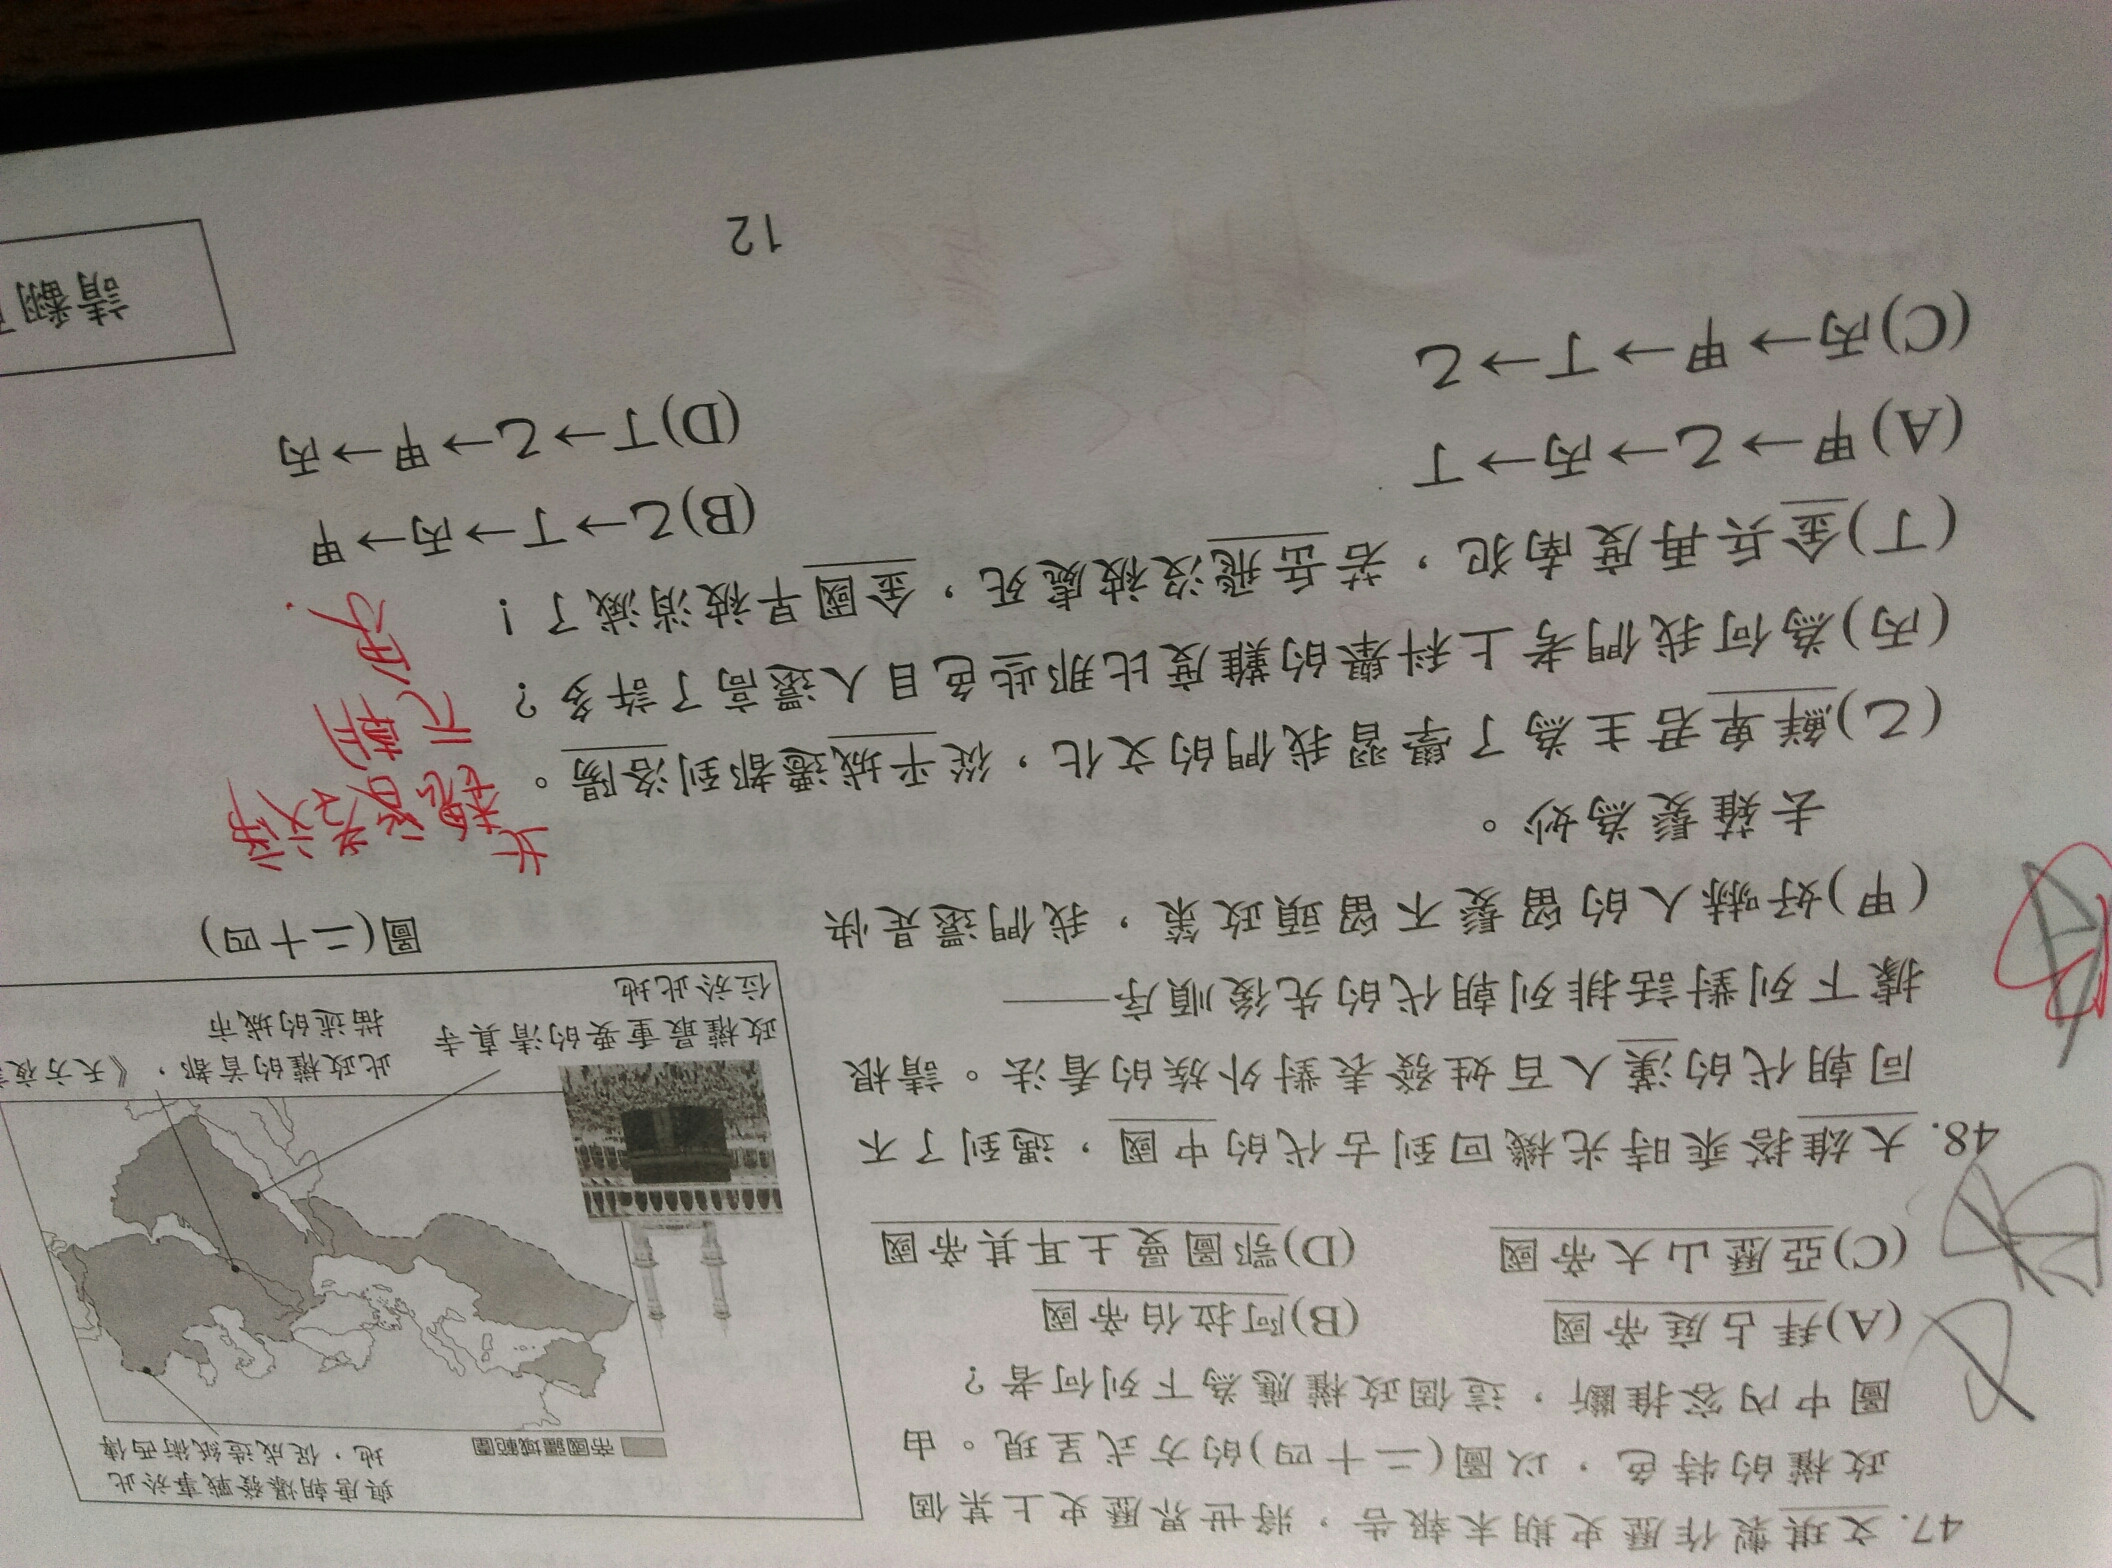 47. 文琪製作歷史期末報告，將世界歷史上某個
政權的特色，以圖(二十四)的方式呈現。由
圖中內容推斷，這個政權應為下列何者？
(A)拜占庭帝國 (B)阿拉伯帝國
(C)亞歷山大帝國 (D)鄂圖曼土耳其帝國
與唐朝爆發戰事於此
地，促成造紙術西傳
帝國疆域範圍
此政權的首都，《天方夜
描述的城市
政權最重要的清真寺
位於此地
圖(二十四)
48. 大雄搭乘時光機回到古代的中國，遇到了不
同朝代的漢人百姓發表對外族的看法。請根
據下列對話排列朝代的先後順序——
(甲)好嚇人的留髮不留頭政策，我們還是快
去薙髮為妙。
(乙)鮮卑君主為了學習我們的文化，從平城遷都到洛陽。
(丙)為何我們考上科舉的難度比那些色目人還高了許多？
(丁)金兵再度南犯，若岳飛沒被處死，金國早被消滅了！
(A)甲→乙→丙→丁 (B)乙→丁→丙→甲
(C)丙→甲→丁→乙 (D)丁→乙→甲→丙
北魏
元朝
12
請翻